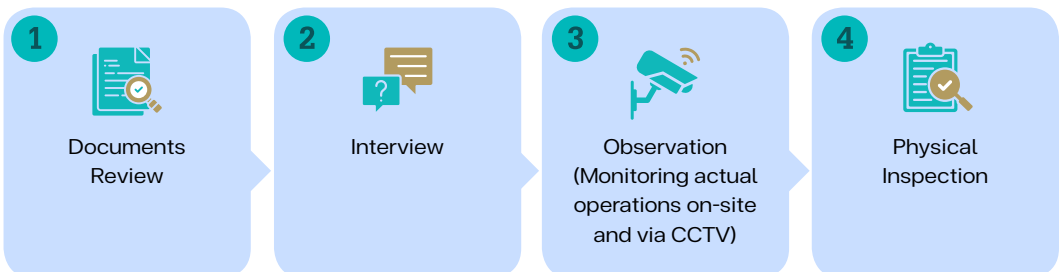 1
Documents
Review
2
Interview
3
Observation
(Monitoring actual
operations on-site
and via CCTV)
4
Physical
Inspection